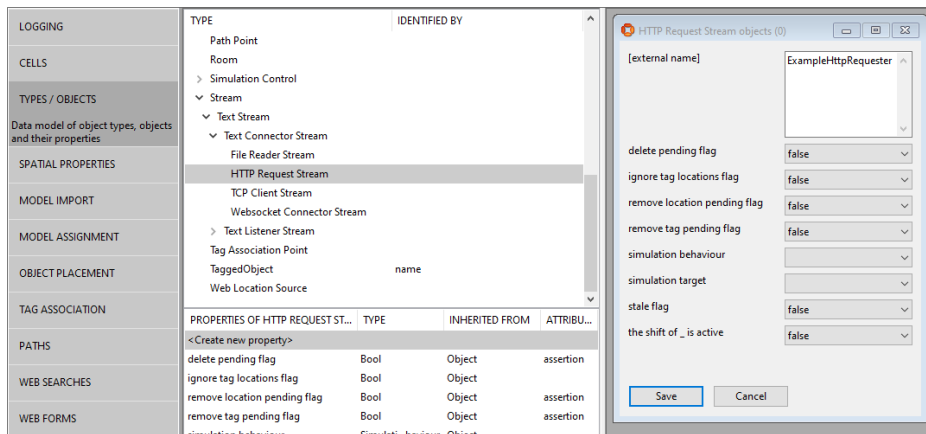 LOGGING
CELLS
TYPES / OBJECTS
Data model of object types, objects
and their properties
SPATIAL PROPERTIES
MODEL IMPORT
MODEL ASSIGNMENT
OBJECT PLACEMENT
TAG ASSOCIATION
PATHS
WEB SEARCHES
WEB FORMS
TYPE IDENTIFIED BY
Path Point
Room
Simulation Control
Stream
Text Stream
Text Connector Stream
File Reader Stream
HTTP Request Stream
TCP Client Stream
Websocket Connector Stream
Text Listener Stream
Tag Association Point
TaggedObject name
Web Location Source
PROPERTIES OF HTTP REQUEST ST... TYPE INHERITED FROM ATTRIBU...
<Create new property>
delete pending flag Bool Object assertion
ignore tag locations flag Bool Object
remove location pending flag Bool Object assertion
remove tag pending flag Bool Object assertion
HTTP Request Stream objects (0)
[external name] ExampleHttpRequester
delete pending flag false
ignore tag locations flag false
remove location pending flag false
remove tag pending flag false
simulation behaviour
simulation target
stale flag false
the shift of _ is active false
Save Cancel